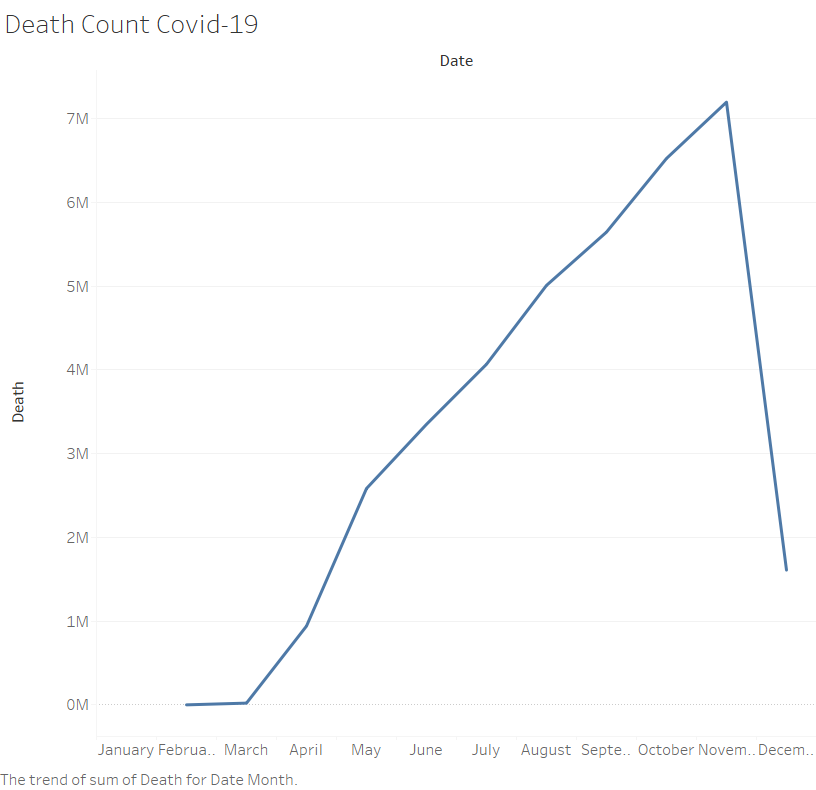 Death Count Covid-19
Date
7M
6M
5M
4M
3M
2M
1M
0M
Death
January Februa.. March April May June July August Septe.. October Novem.. Decem..
The trend of sum of Death for Date Month.